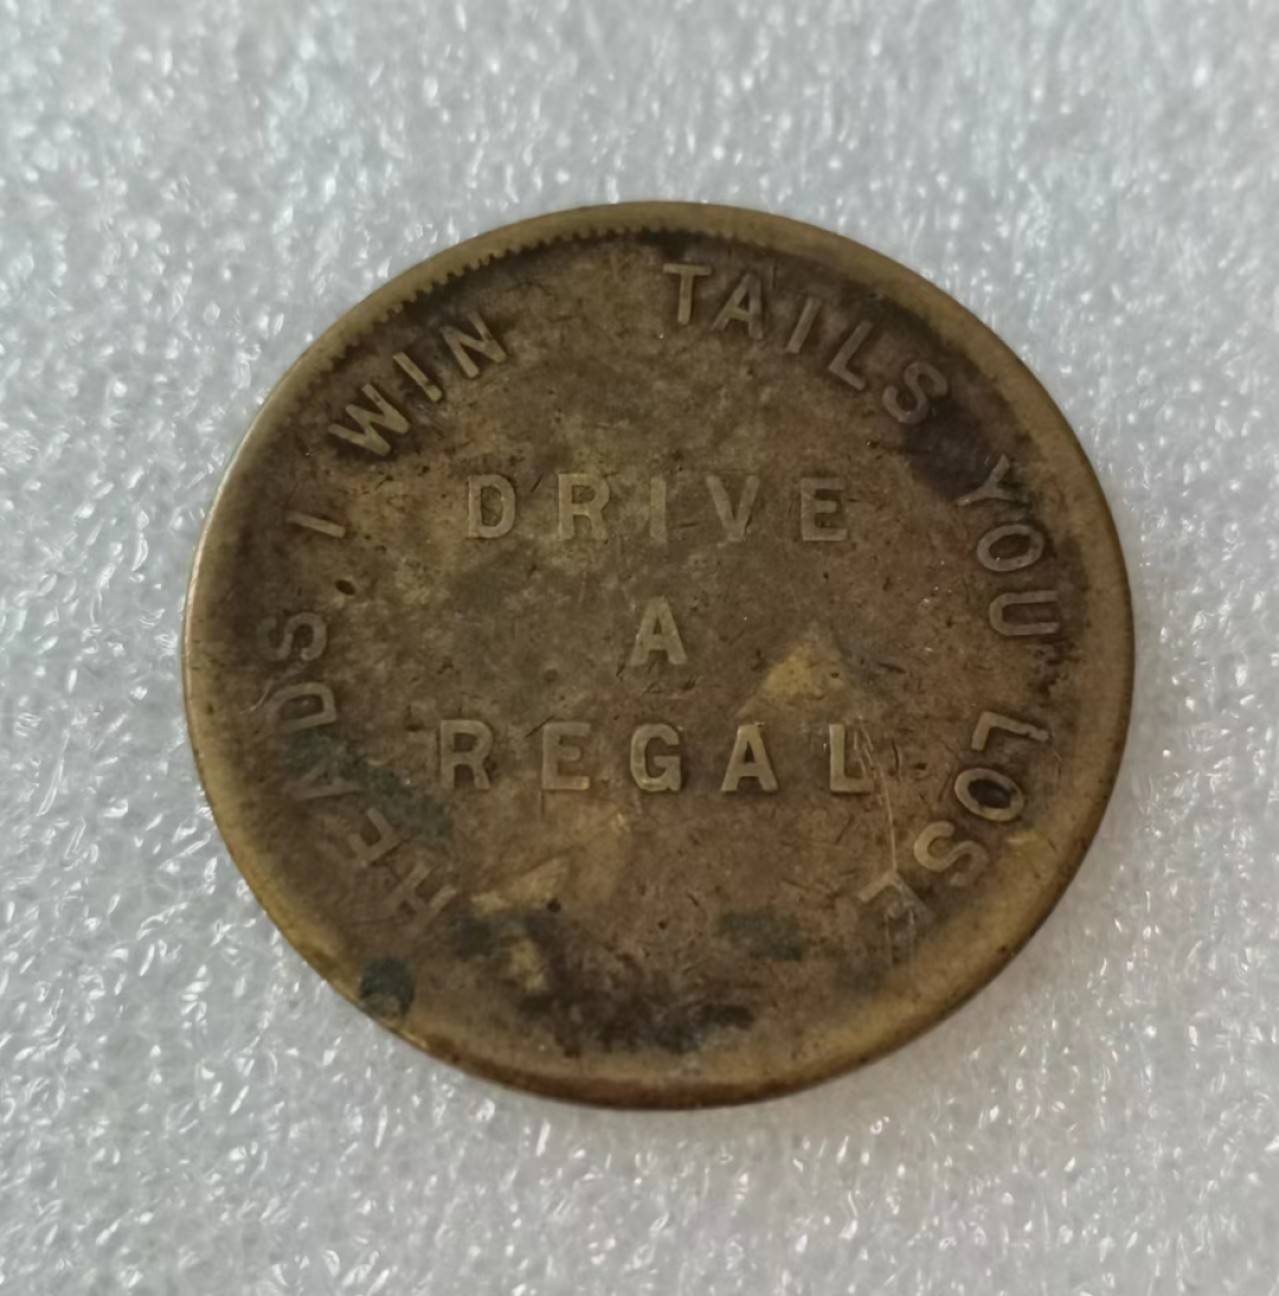 HEADS, I WIN TAILS YOU LOSE
DRIVE
A
REGAL